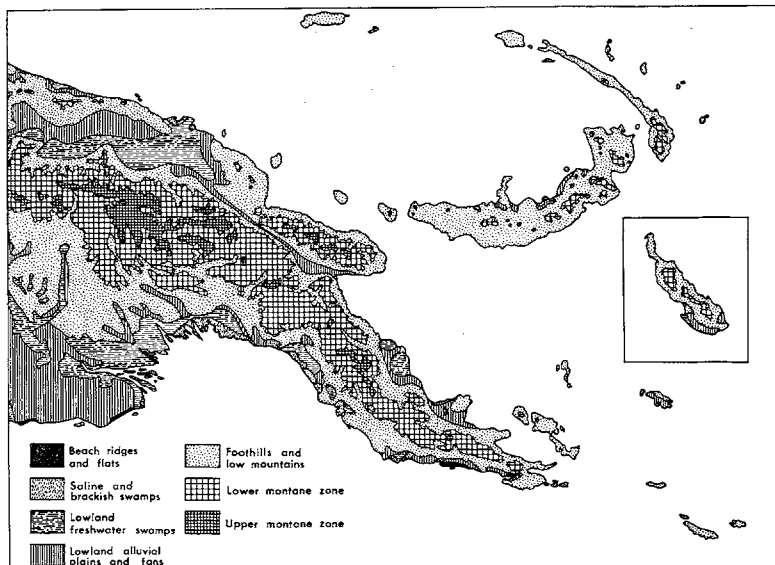 Beach ridges
and flats
Saline and
brackish swamps
Lowland
freshwater swamps
Lowland alluvial
plains and fans
Foothills and
low mountains
Lower montane zone
Upper montane zone